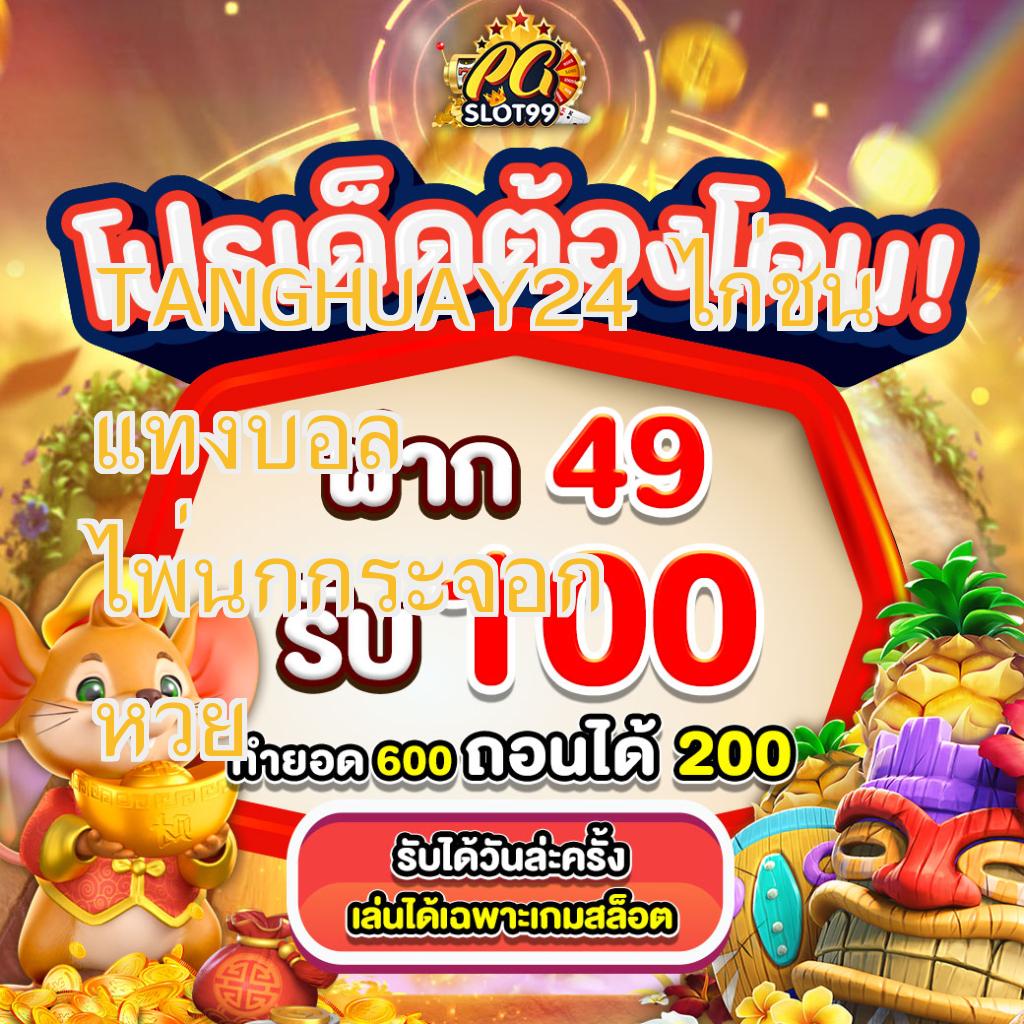 PG
SLOT99
โปรเด็ดต้องโดน!
TANGHUAY24 ไก่ชน
แทงบอล
ฝาก 49
ไพ่นกกระจอก
รับ 100
หวย
ทำยอด 600 ถอนได้ 200
รับได้วันล่ะครั้ง
เล่นได้เฉพาะเกมสล็อต